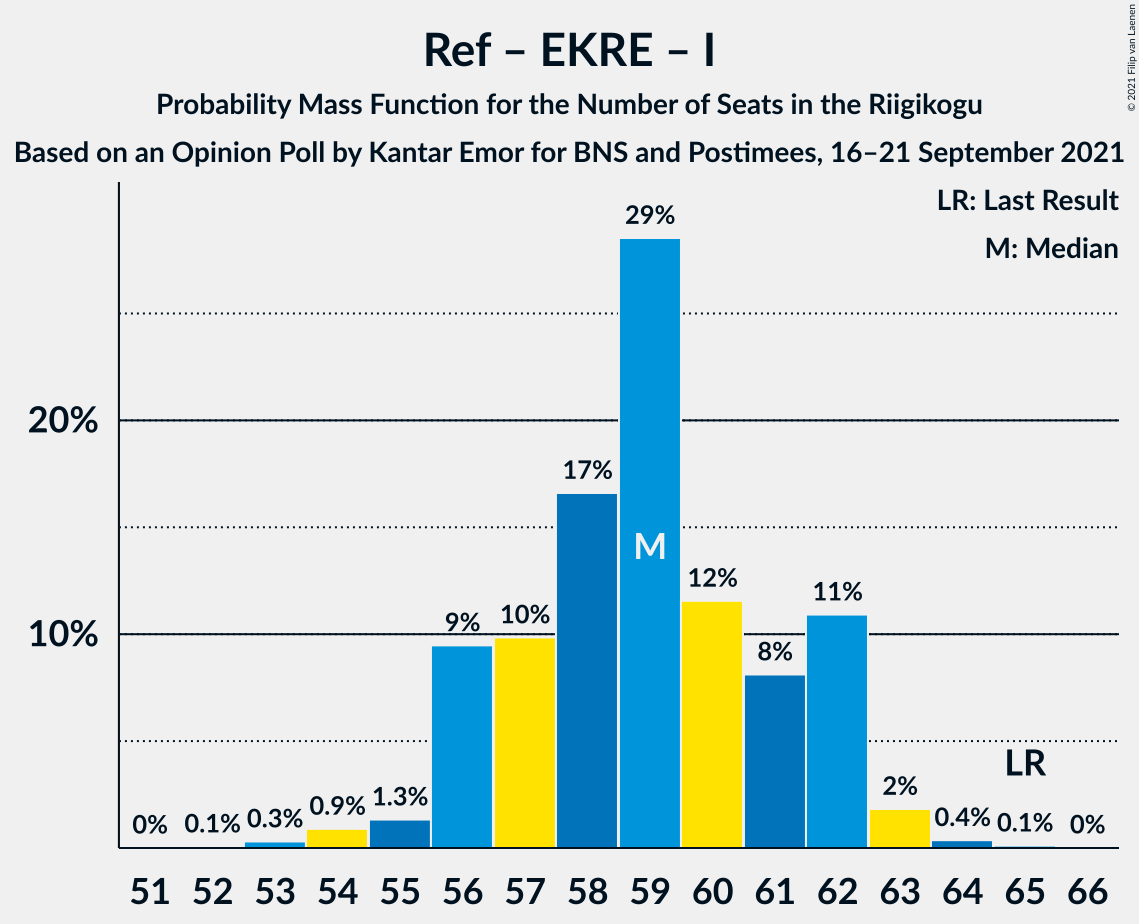 Ref – EKRE – I
Probability Mass Function for the Number of Seats in the Riigikogu
Based on an Opinion Poll by Kantar Emor for BNS and Postimees, 16–21 September 2021
© 2021 Filip van Laenen
LR: Last Result
M: Median
29%
20%
17%
M
12%
11%
10%
9%
10%
8%
LR
2%
1.3%
0.9%
0.3%
0.1%
0%
0.4%
0.1%
0%
51 52 53 54 55 56 57 58 59 60 61 62 63 64 65 66